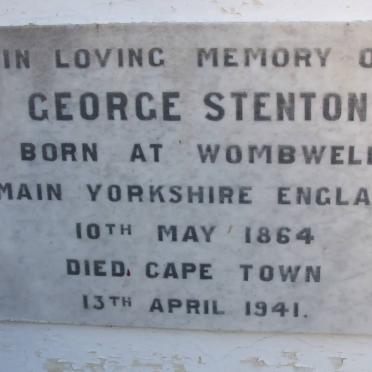 IN LOVING MEMORY O
GEORGE STENTON
BORN AT WOMBWELL
MAIN YORKSHIRE ENGLA
10TH MAY 1864
DIED. CAPE TOWN
13TH APRIL 1941.